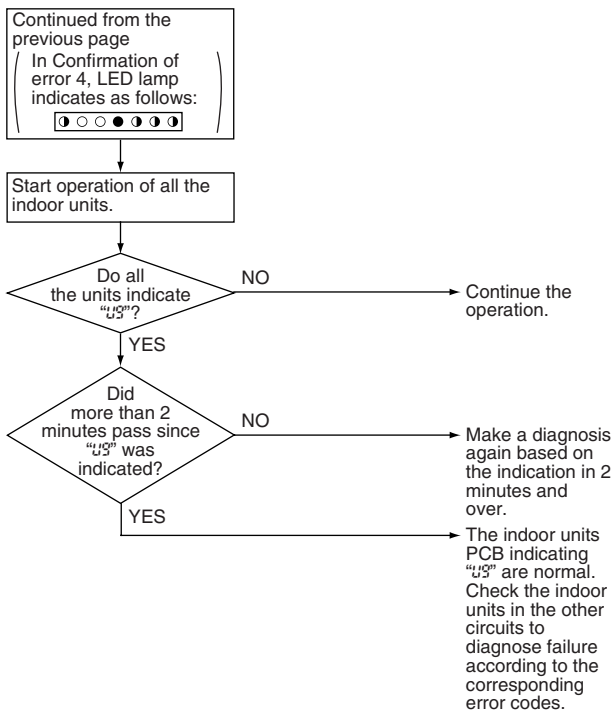 Continued from the
previous page
In Confirmation of
error 4, LED lamp
indicates as follows:
Start operation of all the
indoor units.
Do all
the units indicate
“U9”?
NO
Continue the
operation.
YES
Did
more than 2
minutes pass since
“U9” was
indicated?
NO
Make a diagnosis
again based on
the indication in 2
minutes and
over.
YES
The indoor units
PCB indicating
“U9” are normal.
Check the indoor
units in the other
circuits to
diagnose failure
according to the
corresponding
error codes.